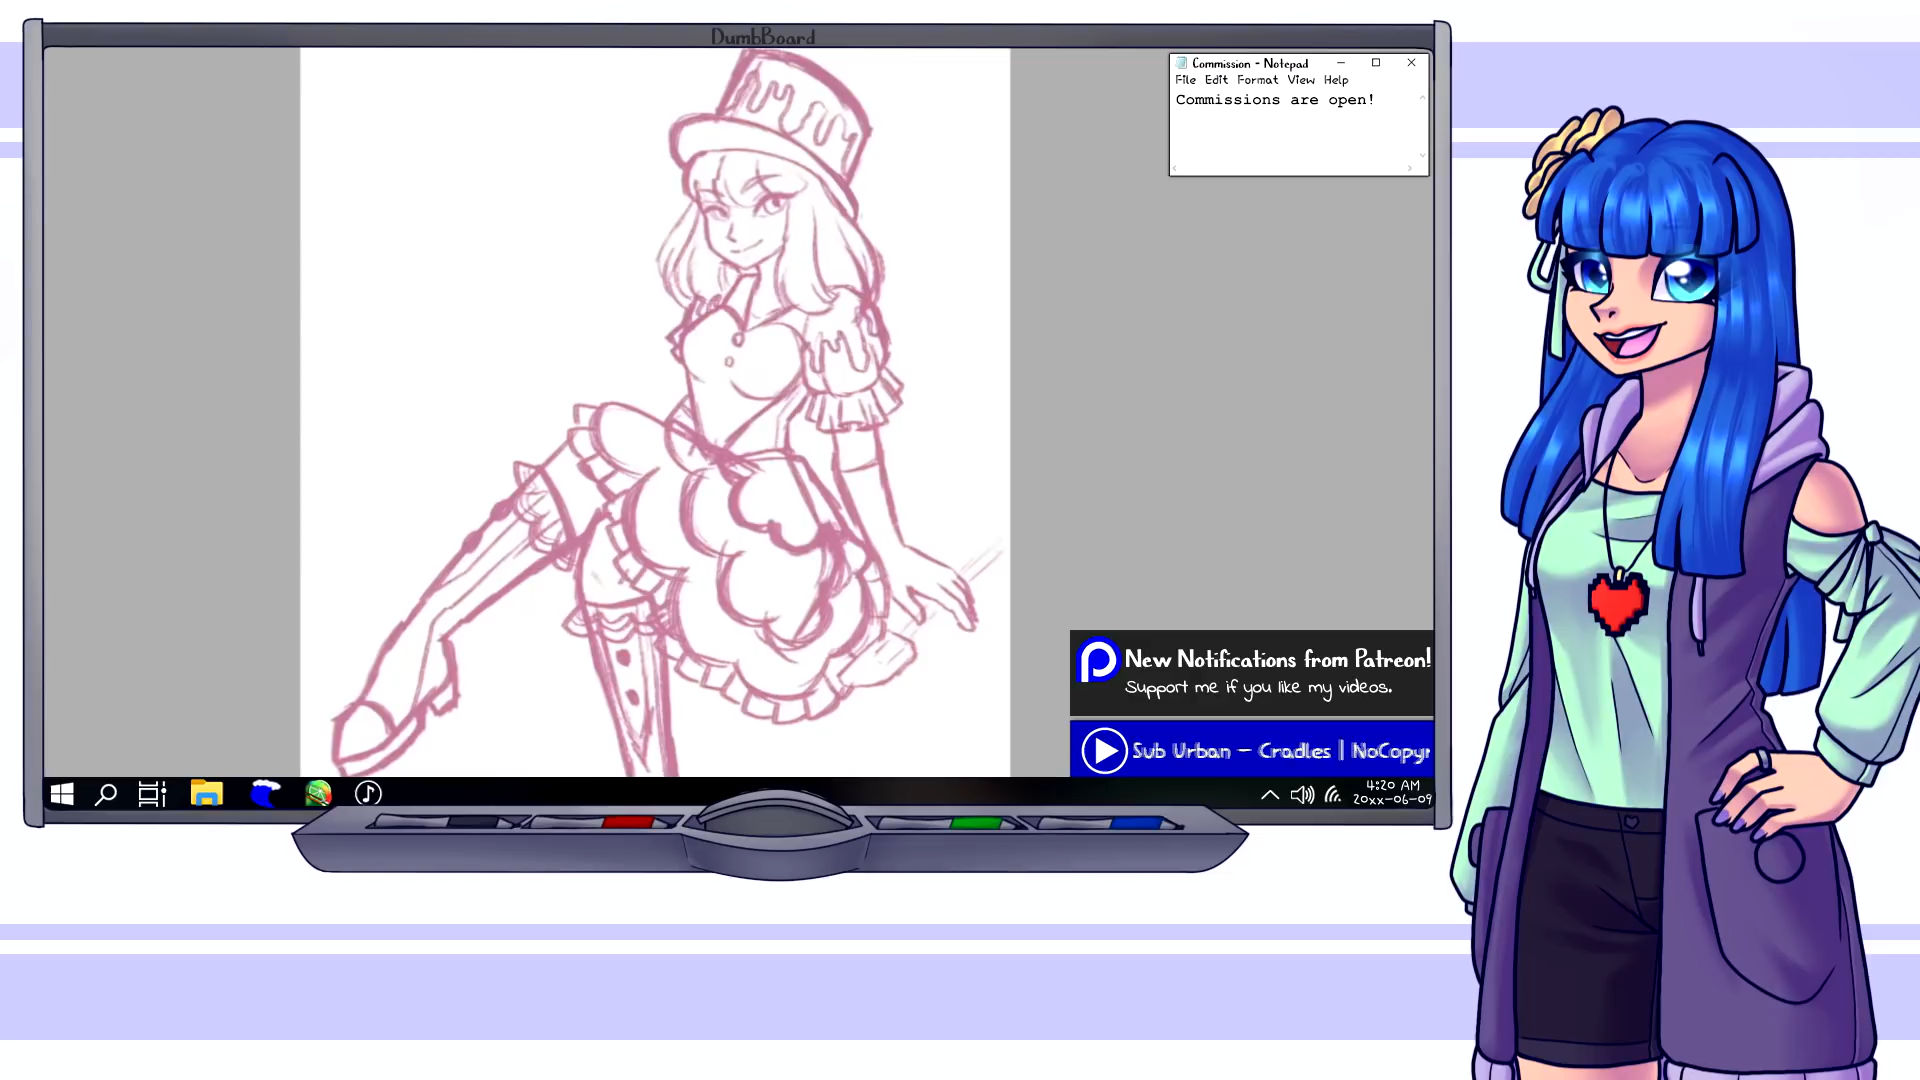 DumbBoard
Commission - Notepad
File Edit Format View Help
Commissions are open!
New Notifications from Patreon!
Support me if you like my videos.
Sub Urban - Cradles | NoCopyr
4:20 AM
20xx-06-09